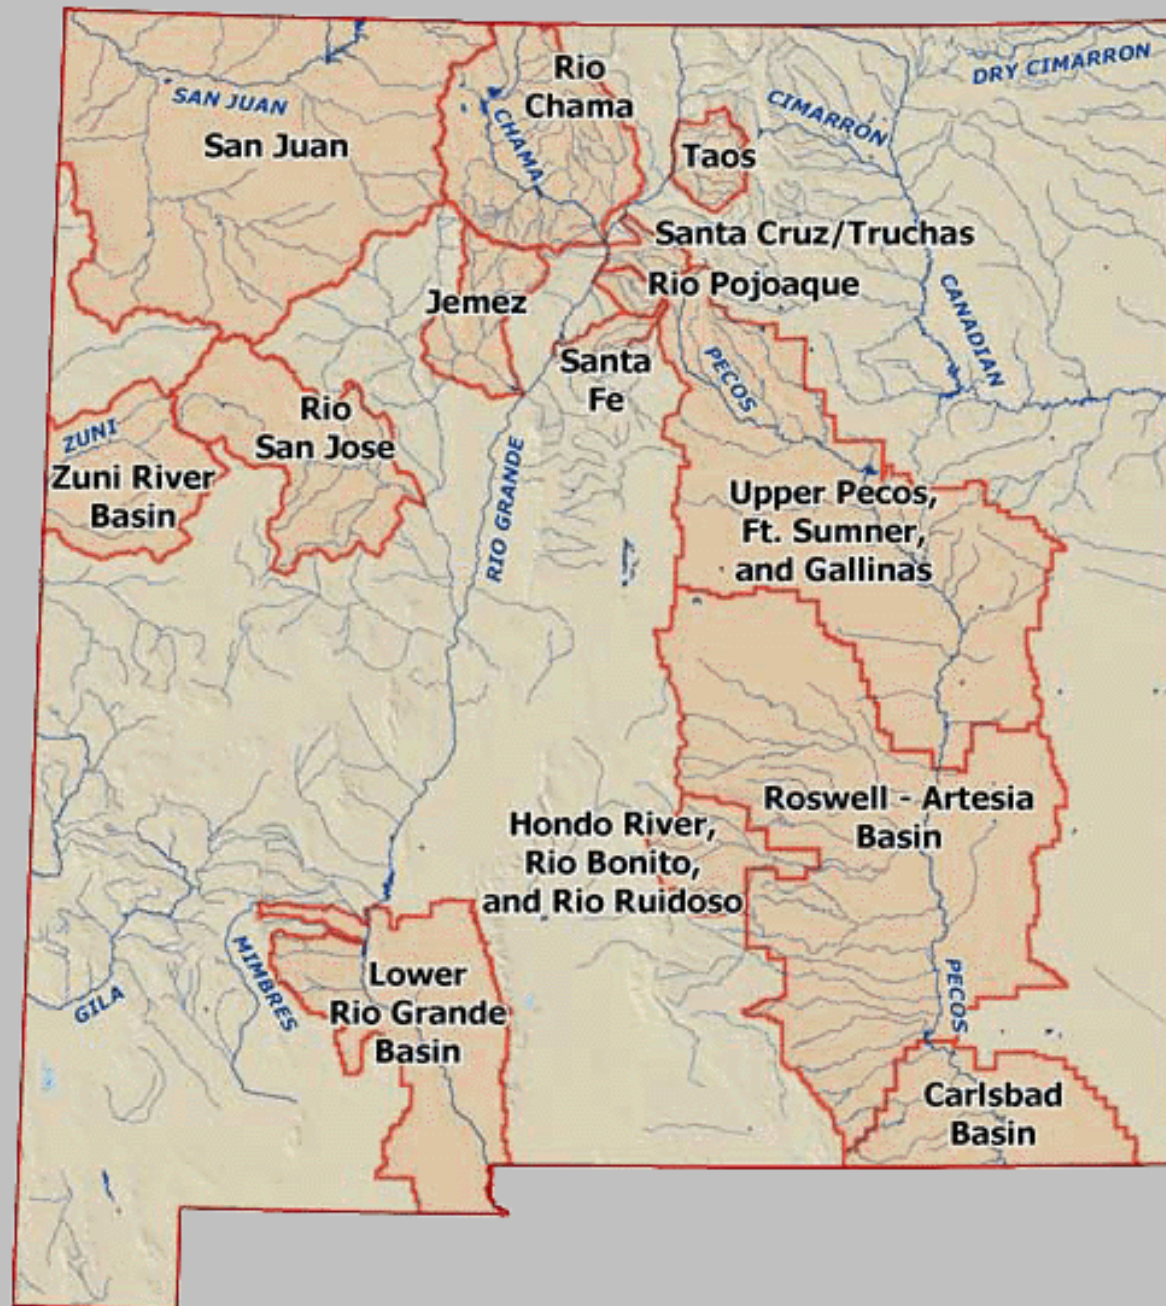 DRY CIMARRON
Rio
Chama
SAN JUAN
CIMARRON
CHAMA
San Juan
Taos
Santa Cruz/Truchas
Rio Pojoaque
Jemez
CANADIAN
Santa
Fe
PECOS
Rio
San Jose
ZUNI
Zuni River
Basin
RIO GRANDE
Upper Pecos,
Ft. Sumner,
and Gallinas
Roswell - Artesia
Basin
Hondo River,
Rio Bonito,
and Rio Ruidoso
MIMBRES
GILA
Lower
Rio Grande
Basin
PECOS
Carlsbad
Basin